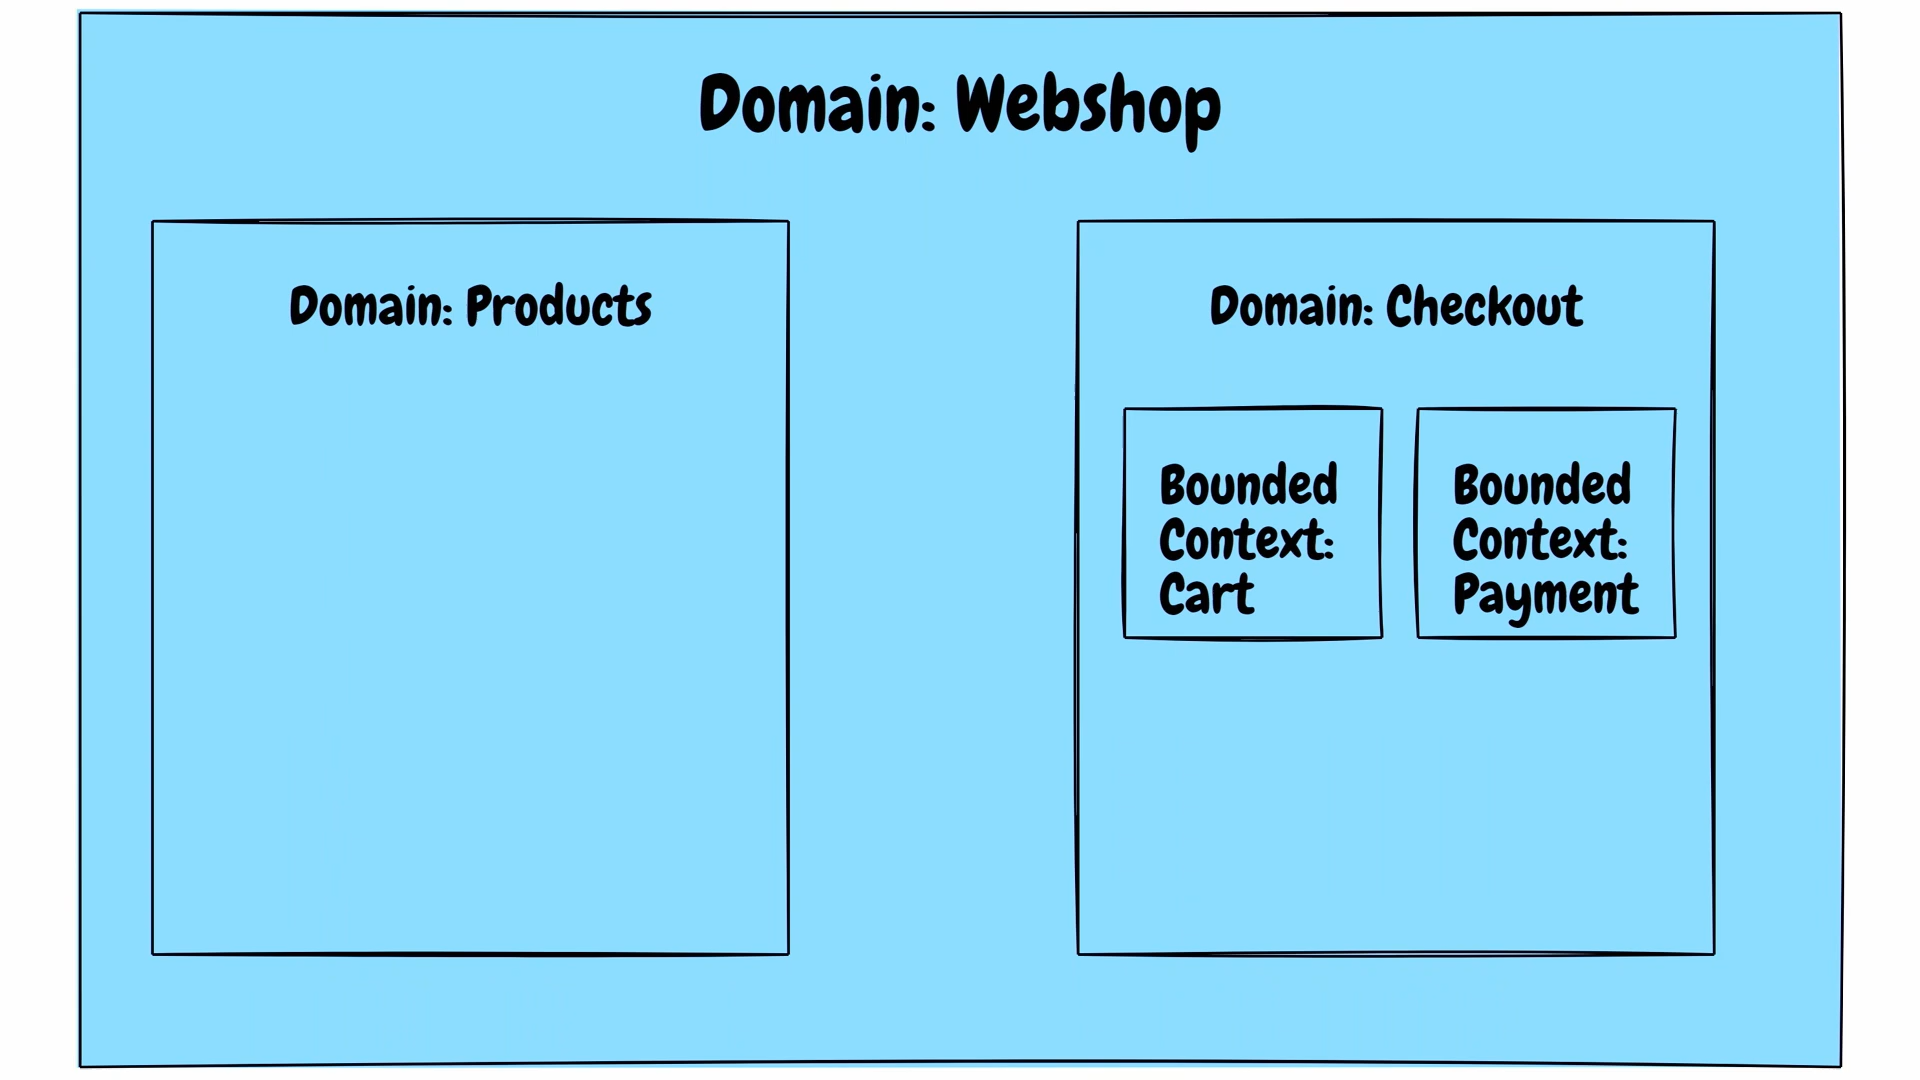 Domain: Webshop
Domain: Products
Domain: Checkout
Bounded
Context:
Cart
Bounded
Context:
Payment